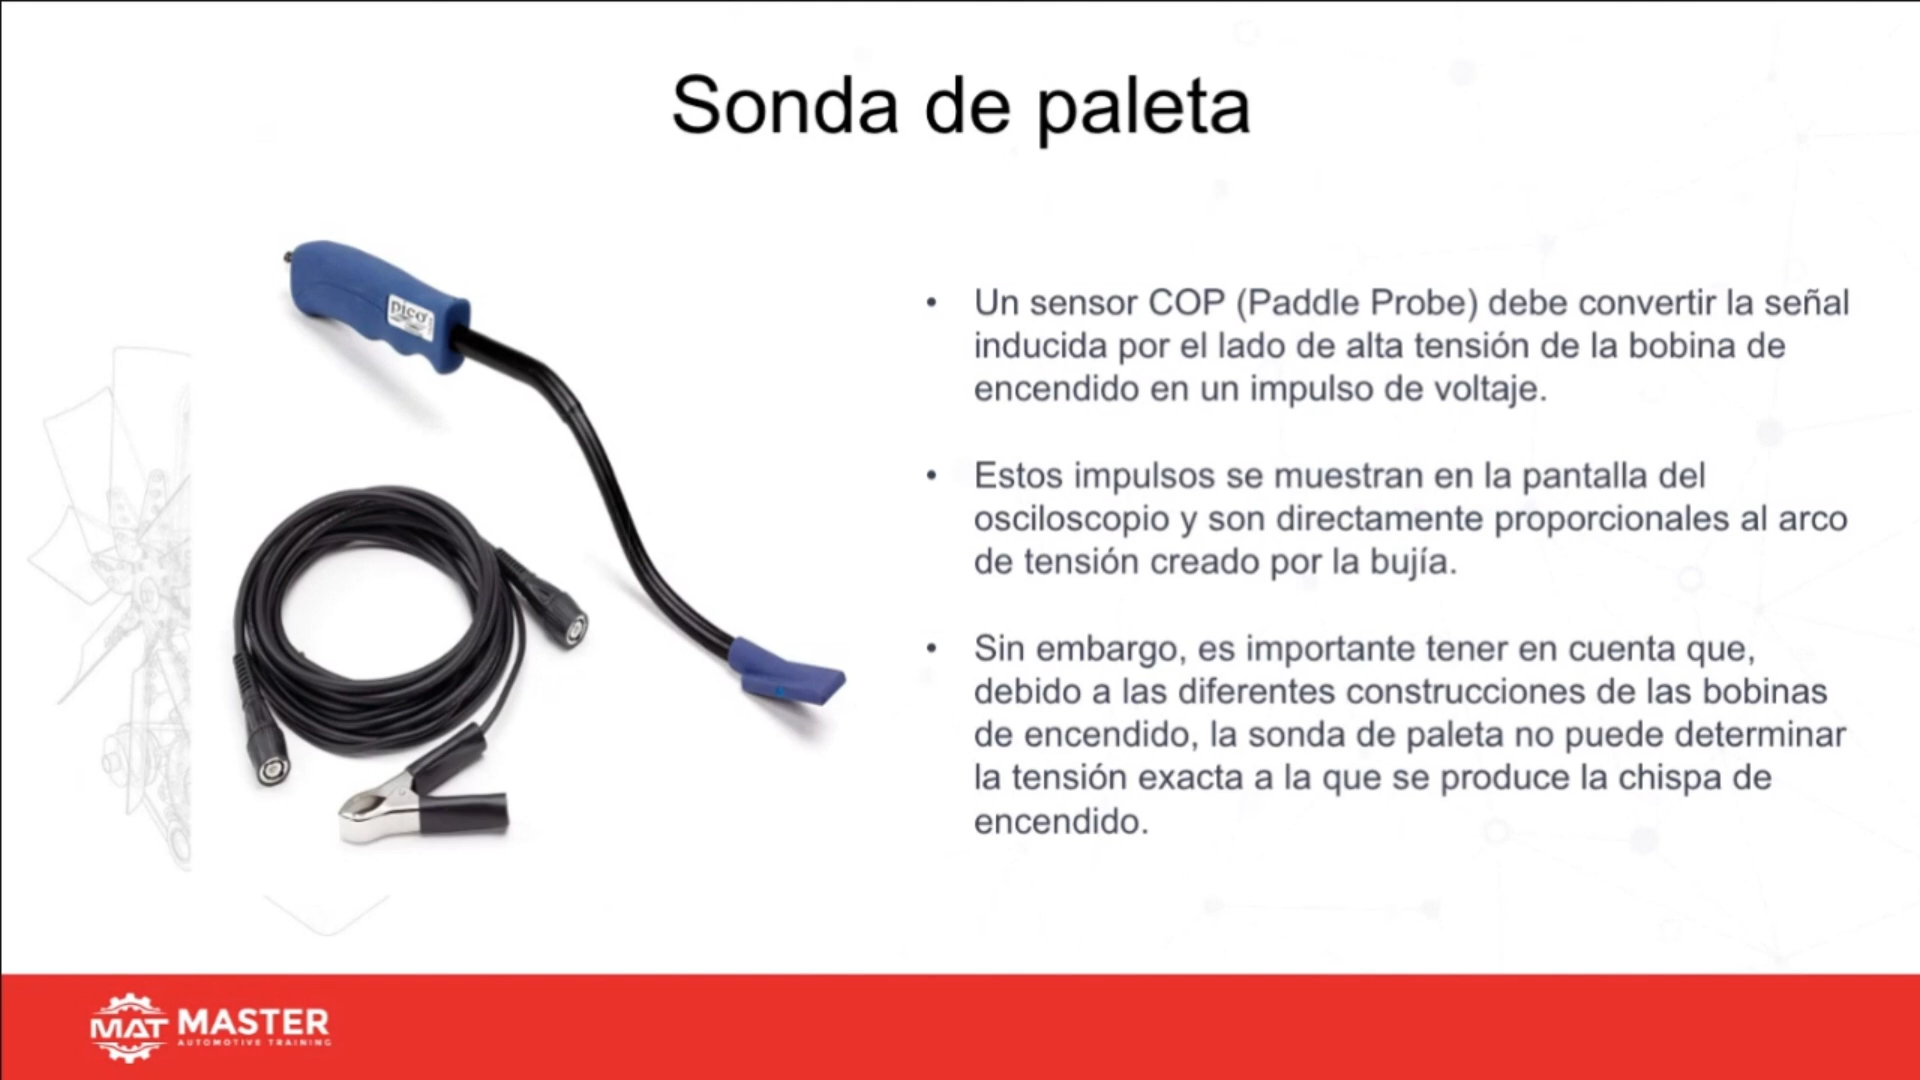 Sonda de paleta
pico
• Un sensor COP (Paddle Probe) debe convertir la señal
inducida por el lado de alta tensión de la bobina de
encendido en un impulso de voltaje.
• Estos impulsos se muestran en la pantalla del
osciloscopio y son directamente proporcionales al arco
de tensión creado por la bujía.
• Sin embargo, es importante tener en cuenta que,
debido a las diferentes construcciones de las bobinas
de encendido, la sonda de paleta no puede determinar
la tensión exacta a la que se produce la chispa de
encendido.
MAT MASTER
AUTOMOTIVE TRAINING